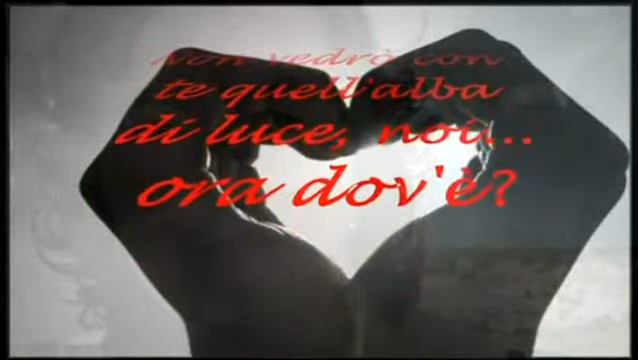 Non vedrò con
te quell'alba
di luce, noi...
ora dov'è?